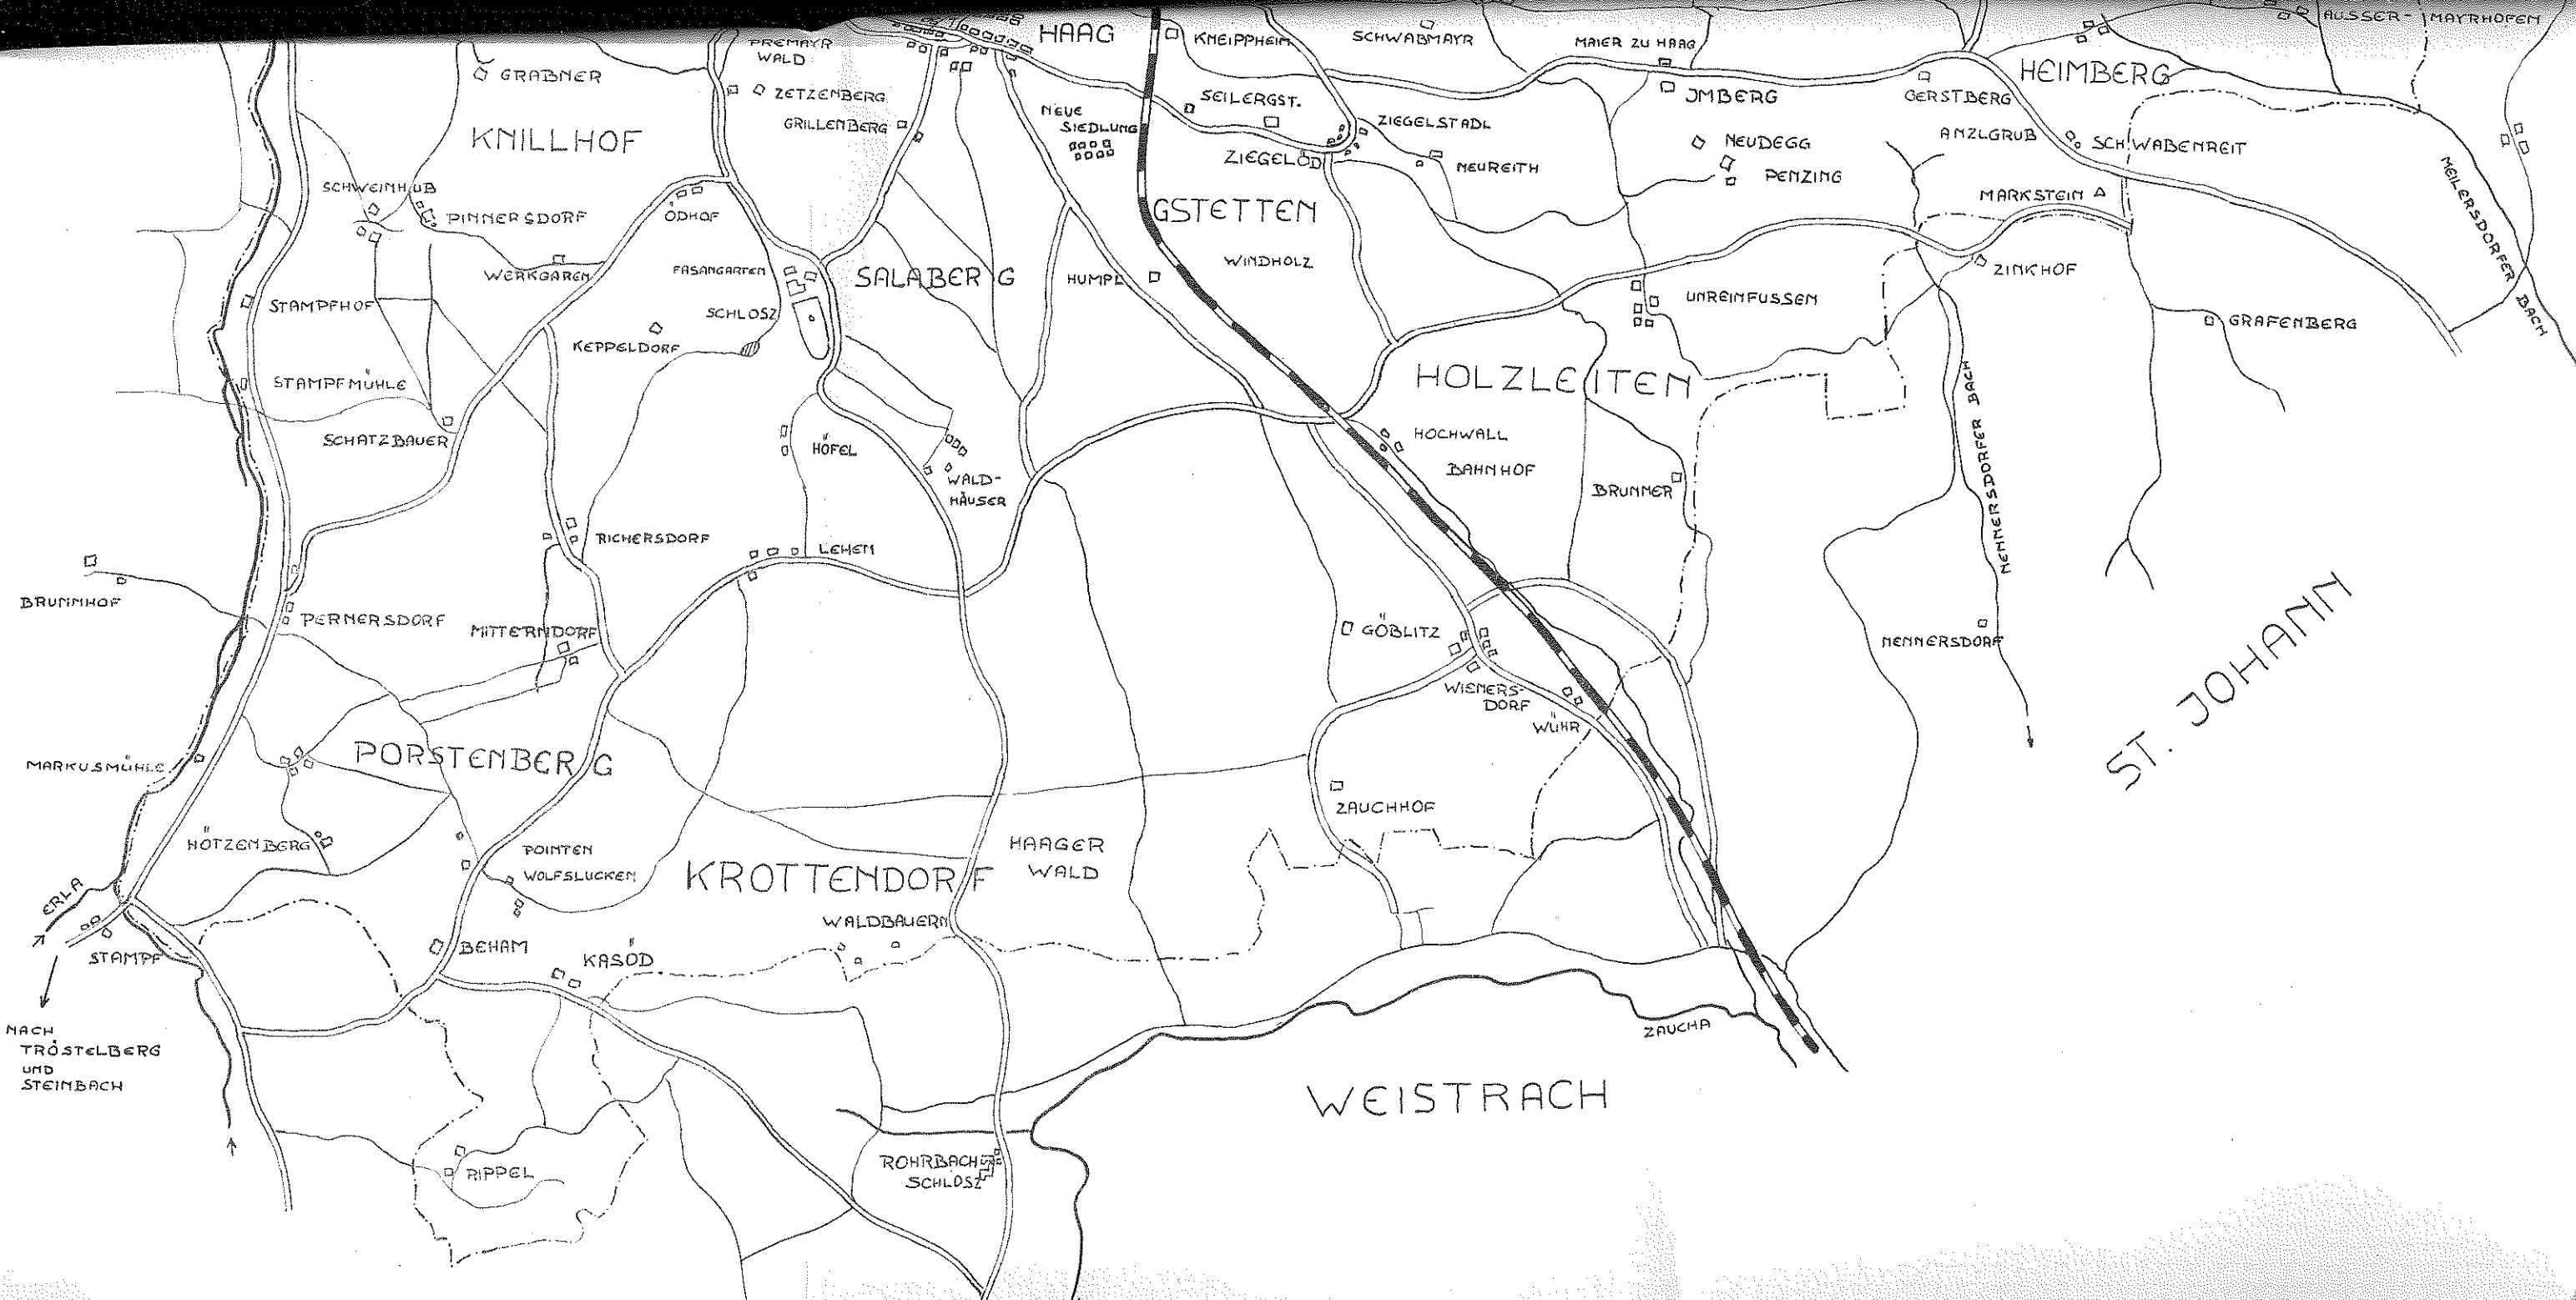 HAAG
KNEIPPHEIM
SCHWABMAYR
MAIER ZU HAAG
AUSSER-MAYRHOFEN
PREMAYR
WALD
GRABNER
ZETZENBERG
HEIMBERG
KNILLHOF
GRILLENBERG
NEUE
SIEDLUNG
SEILERGST.
ZIEGELSTADL
JMBERG
GERSTBERG
ANZLGRUB
SCHWABENREIT
ZIEGELÖD
NEUREITH
NEUDEGG
PENZING
MARKSTEIN
MEILERSDORFER BACH
SCHWEINHUB
PINNERSDORF
ÖDHOF
GSTETTEN
WERKGAREN
FASANGARTEN
SALABERG
HUMPL
WINDHOLZ
ZINKHOF
STAMPFHOF
SCHLOSZ
UNREINFUSSEN
GRAFENBERG
KEPPELDORF
STAMPFMÜHLE
HOLZLEITEN
NENNERSDORFER BACH
SCHATZBAUER
HÖFEL
HOCHWALL
BAHNHOF
WALD-
HÄUSER
BRUNNER
RICHERSDORF
LEHEN
BRUNNHOF
PERNERSDORF
MITTERNDORF
GÖBLITZ
NENNERSDORF
WIENERS-
DORF
WÜHR
ST. JOHANN
MARKUSMÜHLE
PORSTENBERG
ZAUCHHOF
HÖTZENBERG
POINTEN
WOLFSLUCKEN
KROTTENDORF
HAAGER
WALD
ERLA
WALDBAUERN
STAMPF
BEHAM
KASÖD
NACH
TRÖSTELBERG
UND
STEINBACH
ZAUCHA
WEISTRACH
ROHRBACH
SCHLOSZ
RIPPEL